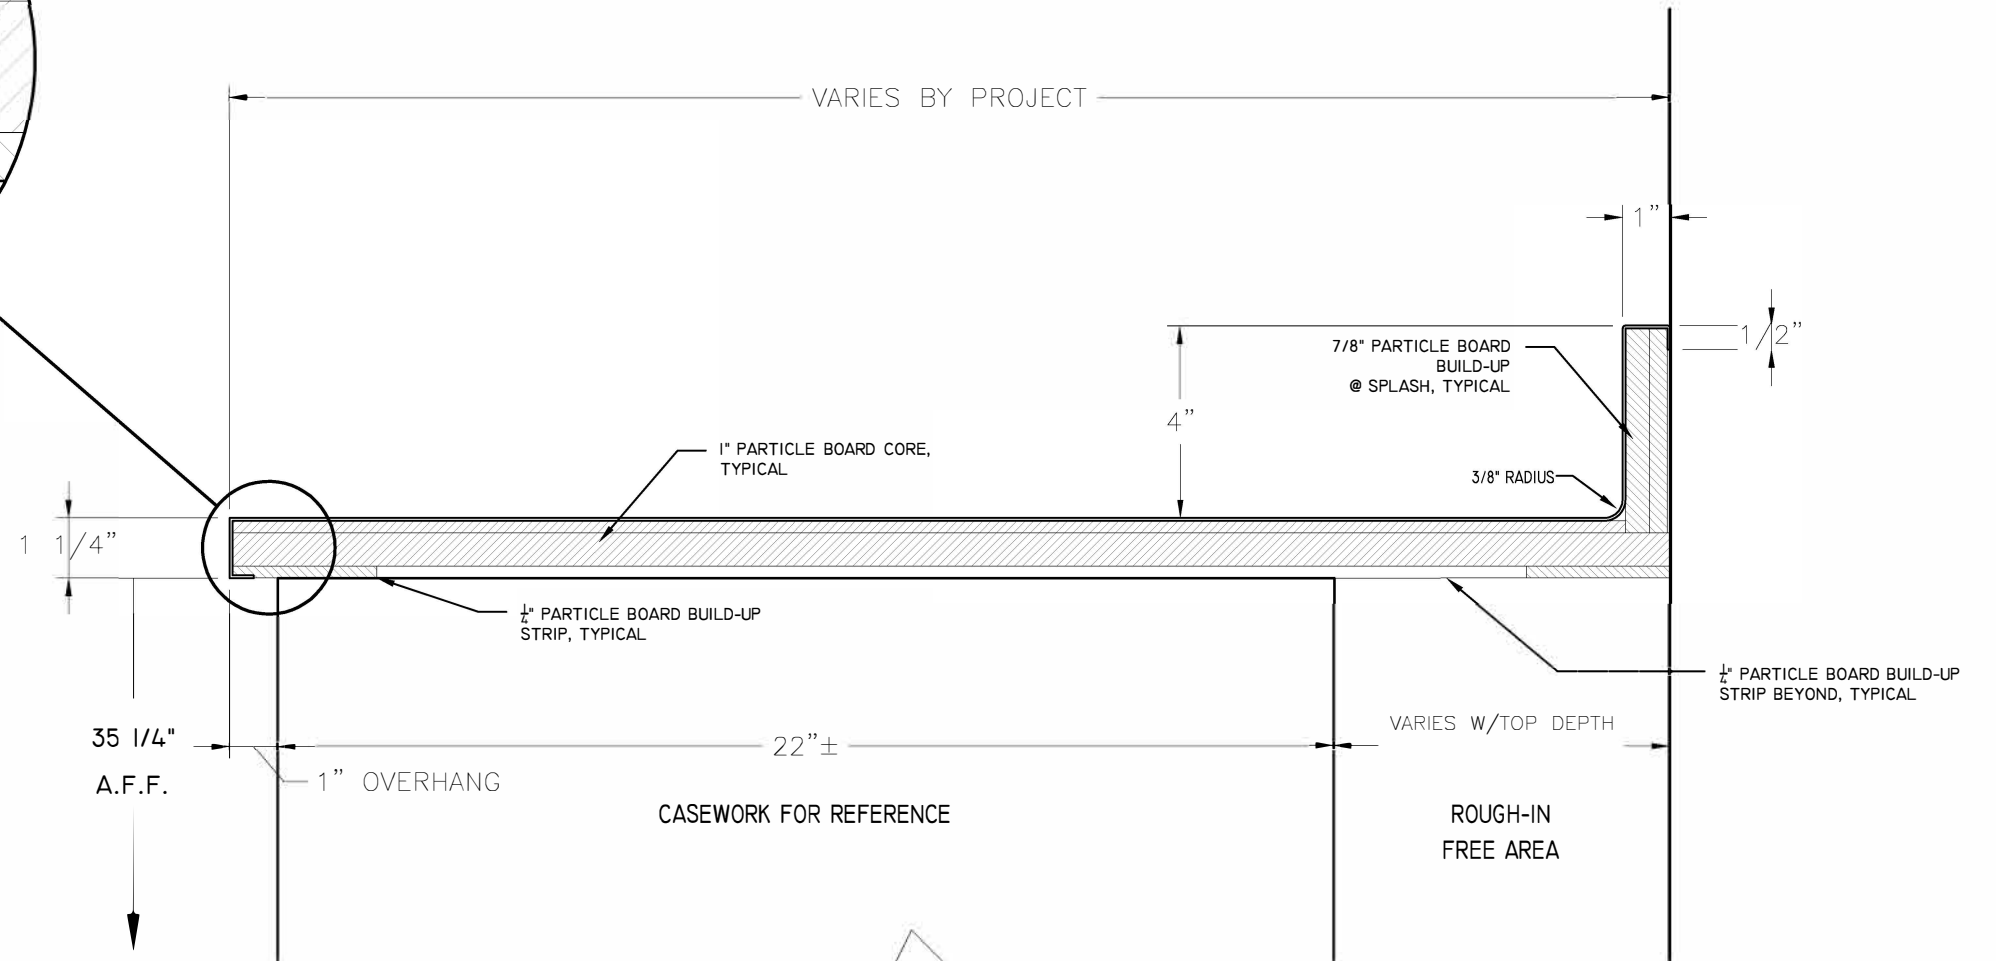 VARIES BY PROJECT
1"
1/2"
7/8" PARTICLE BOARD
BUILD-UP
@ SPLASH, TYPICAL
4"
1" PARTICLE BOARD CORE,
TYPICAL
3/8" RADIUS
1 1/4"
1/4" PARTICLE BOARD BUILD-UP
STRIP, TYPICAL
1/4" PARTICLE BOARD BUILD-UP
STRIP BEYOND, TYPICAL
35 1/4"
A.F.F.
22"±
VARIES W/TOP DEPTH
1" OVERHANG
CASEWORK FOR REFERENCE
ROUGH-IN
FREE AREA